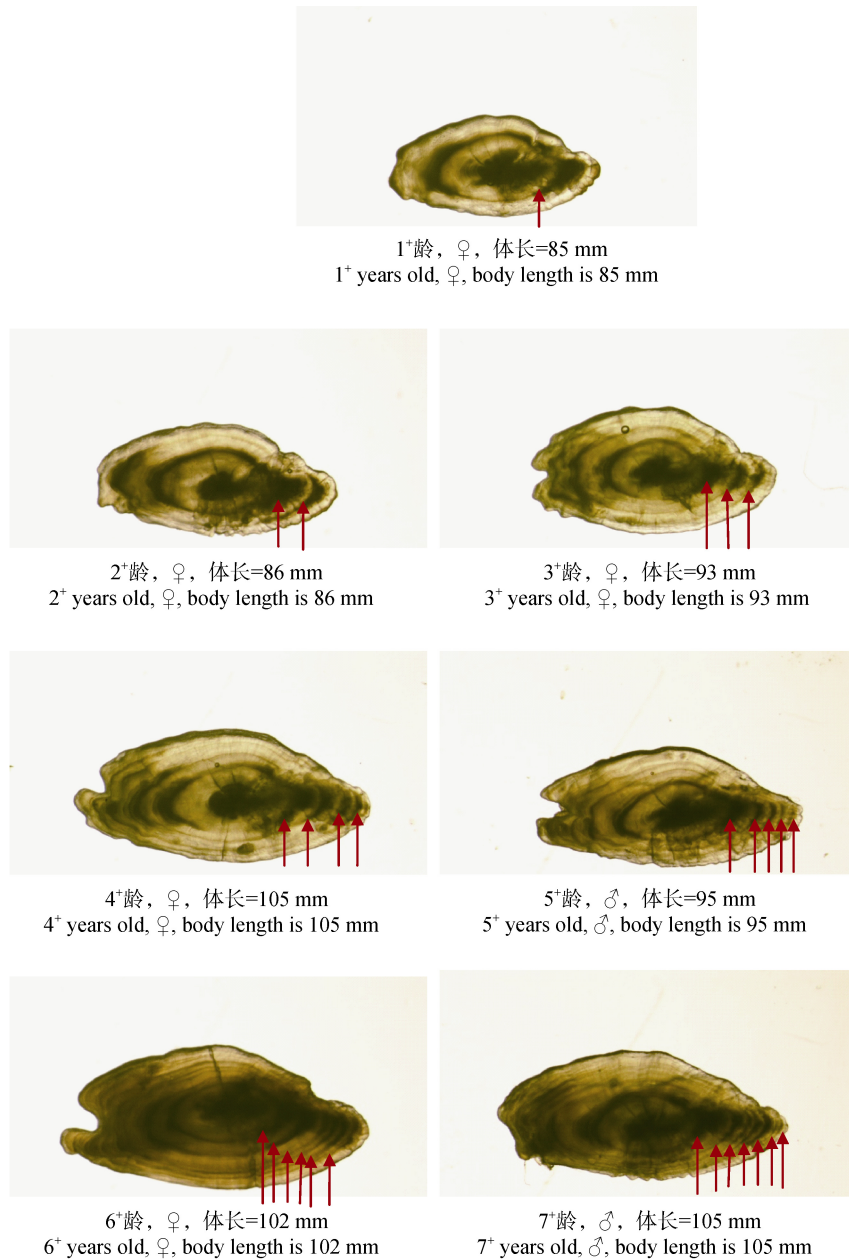 1⁺龄，♀，体长=85 mm
1⁺ years old, ♀, body length is 85 mm
2⁺龄，♀，体长=86 mm
2⁺ years old, ♀, body length is 86 mm
3⁺龄，♀，体长=93 mm
3⁺ years old, ♀, body length is 93 mm
4⁺龄，♀，体长=105 mm
4⁺ years old, ♀, body length is 105 mm
5⁺龄，♂，体长=95 mm
5⁺ years old, ♂, body length is 95 mm
6⁺龄，♀，体长=102 mm
6⁺ years old, ♀, body length is 102 mm
7⁺龄，♂，体长=105 mm
7⁺ years old, ♂, body length is 105 mm